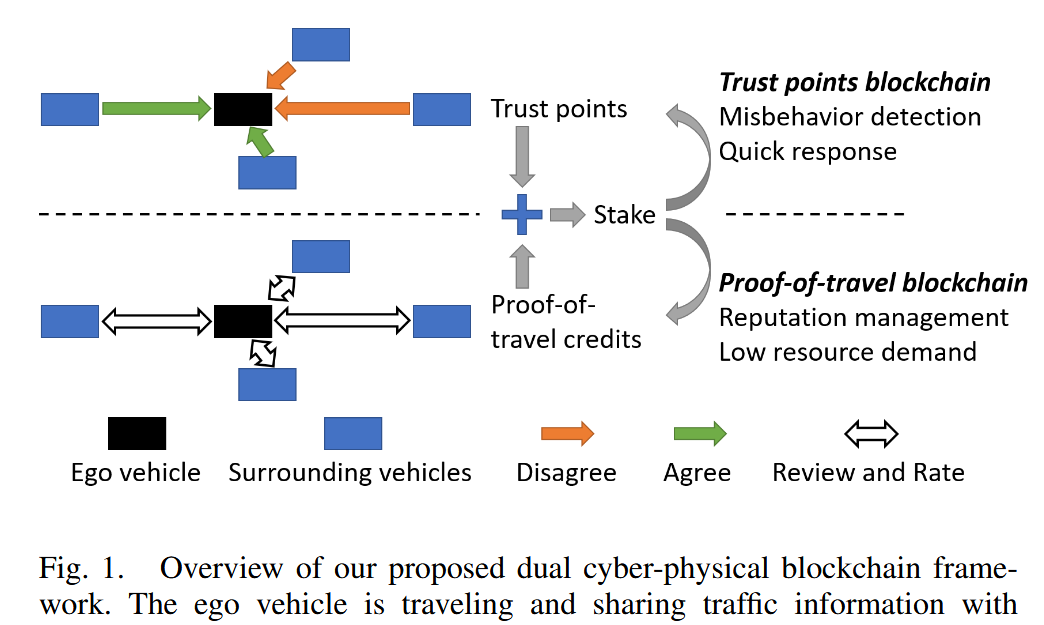 Trust points
Trust points blockchain
Misbehavior detection
Quick response
Stake
Proof-of-
travel credits
Proof-of-travel blockchain
Reputation management
Low resource demand
Ego vehicle
Surrounding vehicles
Disagree
Agree
Review and Rate
Fig. 1. Overview of our proposed dual cyber-physical blockchain frame-
work. The ego vehicle is traveling and sharing traffic information with